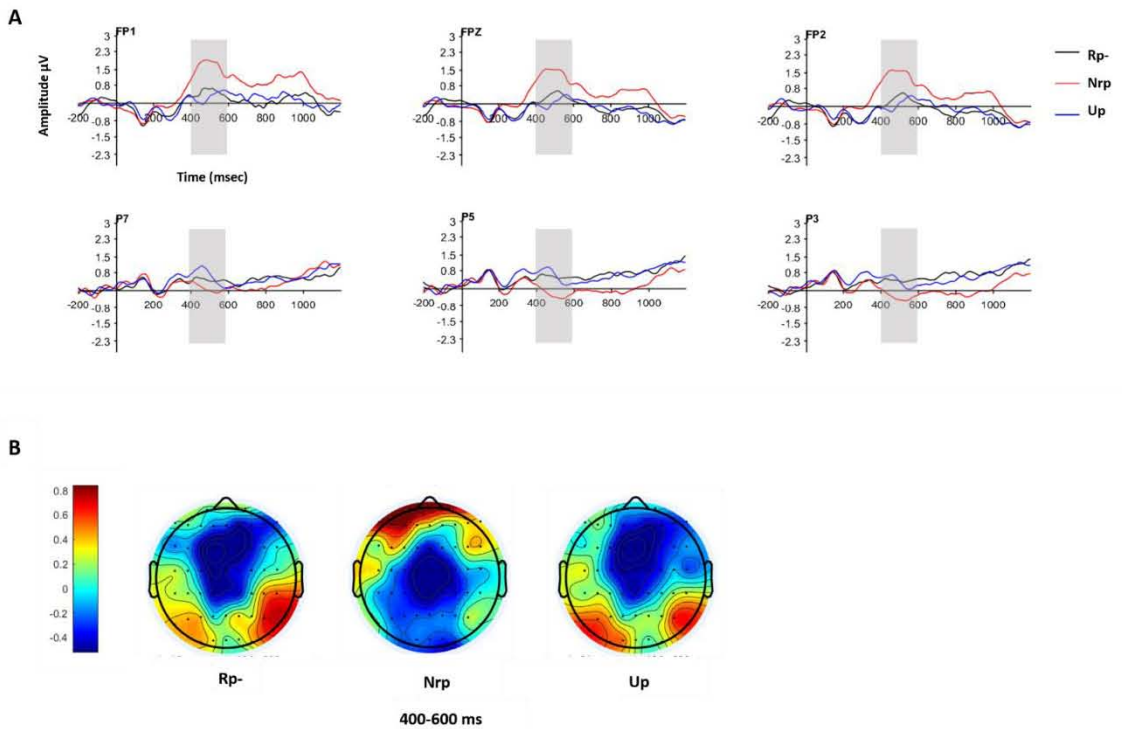 A
FP1 FPZ FP2
Amplitude µV
3 3 3
2.3 2.3 2.3
1.5 1.5 1.5
0.8 0.8 0.8
-200 200 400 600 800 1000 -200 200 400 600 800 1000 -200 200 400 600 800 1000
-0.8 -0.8 -0.8
-1.5 -1.5 -1.5
-2.3 -2.3 -2.3
Rp-
Nrp
Up
Time (msec)
P7 P5 P3
3 3 3
2.3 2.3 2.3
1.5 1.5 1.5
0.8 0.8 0.8
-200 200 400 600 800 1000 -200 200 400 600 800 1000 -200 200 400 600 800 1000
-0.8 -0.8 -0.8
-1.5 -1.5 -1.5
-2.3 -2.3 -2.3
B
0.8
0.6
0.4
0.2
0
-0.2
-0.4
Rp- Nrp Up
400-600 ms